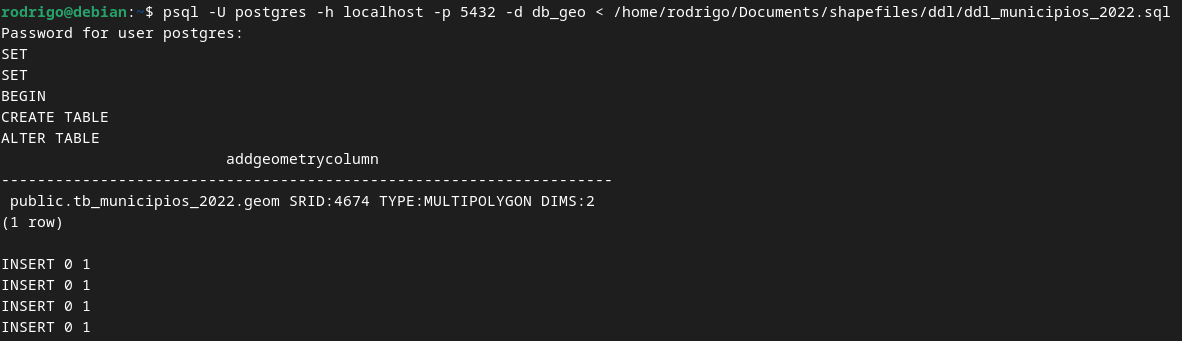 rodrigo@debian:~$ psql -U postgres -h localhost -p 5432 -d db_geo < /home/rodrigo/Documents/shapefiles/ddl/ddl_municipios_2022.sql
Password for user postgres:
SET
SET
BEGIN
CREATE TABLE
ALTER TABLE
addgeometrycolumn
--------------------------------------------------------------------
public.tb_municipios_2022.geom SRID:4674 TYPE:MULTIPOLYGON DIMS:2
(1 row)
INSERT 0 1
INSERT 0 1
INSERT 0 1
INSERT 0 1